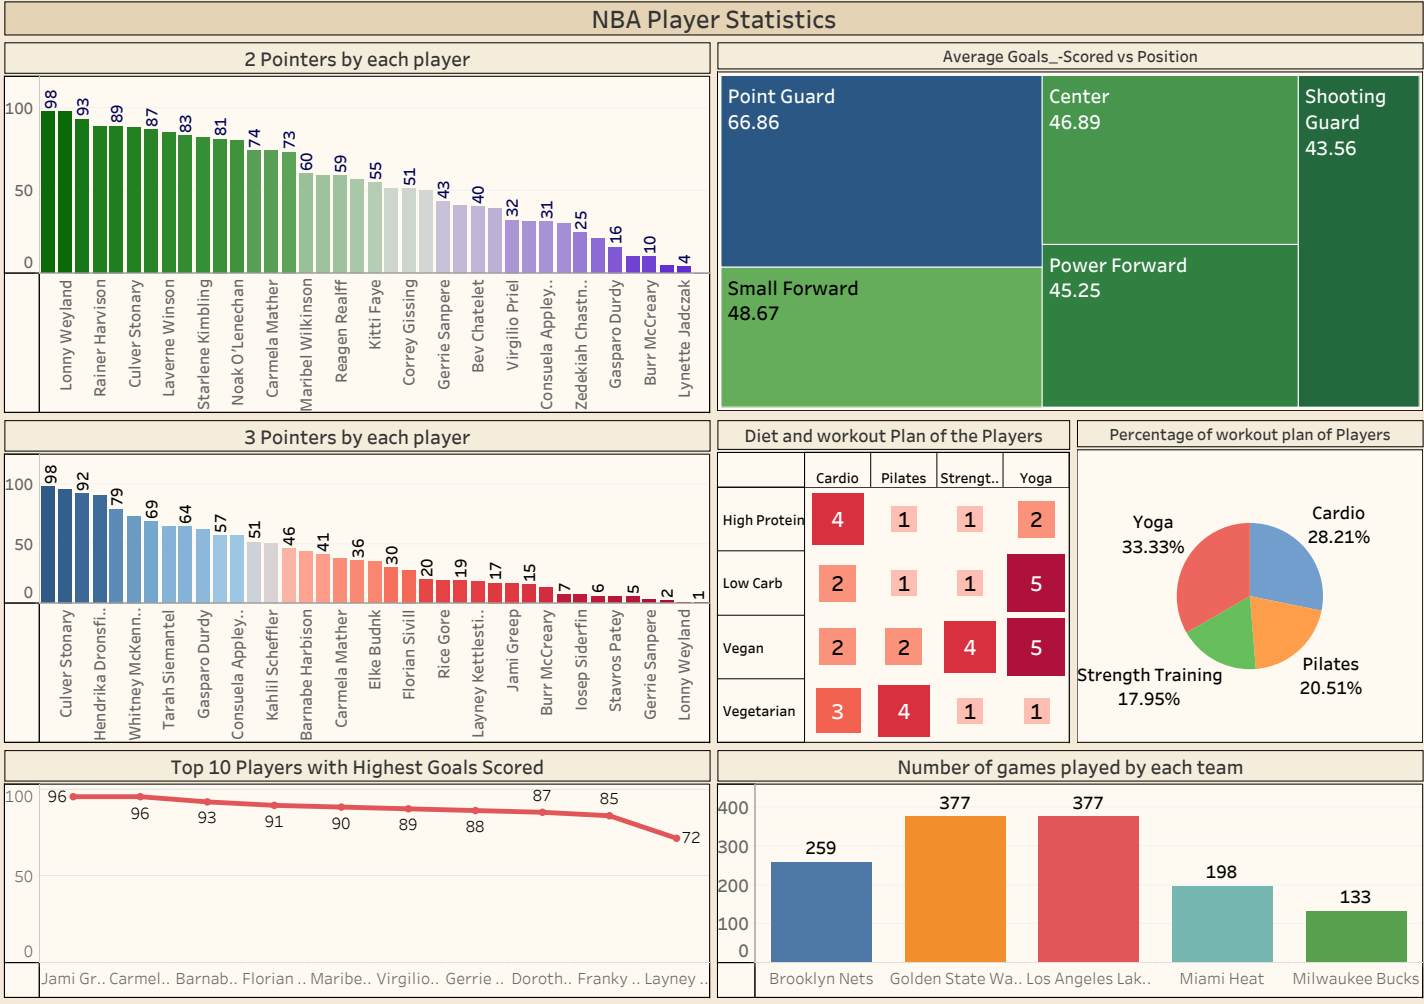 NBA Player Statistics
2 Pointers by each player
100
50
0
98
93
89
87
83
81
74
73
60
59
55
51
43
40
32
31
25
16
10
4
Lonny Weyland
Rainer Harvison
Culver Stonary
Laverne Winson
Starlene Kimbling
Noak O'Lenechan
Carmela Mather
Maribel Wilkinson
Reagen Realff
Kitti Faye
Correy Gissing
Gerrie Sanpere
Bev Chatelet
Virgilio Priel
Consuela Appley..
Zedekiah Chastn..
Gasparo Durdy
Burr McCreary
Lynette Jadczak
Average Goals_-Scored vs Position
Point Guard
66.86
Small Forward
48.67
Center
46.89
Power Forward
45.25
Shooting
Guard
43.56
3 Pointers by each player
100
50
0
98
92
79
69
64
57
51
46
41
36
30
20
19
17
15
7
6
5
2
1
Culver Stonary
Hendrika Dronsfi..
Whitney McKenn..
Tarah Siemantel
Gasparo Durdy
Consuela Appley..
Kahlil Scheffler
Barnabe Harbison
Carmela Mather
Elke Budnk
Florian Sivill
Rice Gore
Layney Kettlesti..
Jami Greep
Burr McCreary
Iosep Siderfin
Stavros Patey
Gerrie Sanpere
Lonny Weyland
Diet and workout Plan of the Players
Cardio Pilates Strengt.. Yoga
High Protein 4 1 1 2
Low Carb 2 1 1 5
Vegan 2 2 4 5
Vegetarian 3 4 1 1
Percentage of workout plan of Players
Yoga
33.33%
Cardio
28.21%
Strength Training
17.95%
Pilates
20.51%
Top 10 Players with Highest Goals Scored
100
50
0
96
96
93
91
90
89
88
87
85
72
Jami Gr.. Carmel.. Barnab.. Florian .. Maribe.. Virgilio.. Gerrie .. Doroth.. Franky .. Layney ..
Number of games played by each team
400
300
200
100
0
259
377
377
198
133
Brooklyn Nets Golden State Wa.. Los Angeles Lak.. Miami Heat Milwaukee Bucks